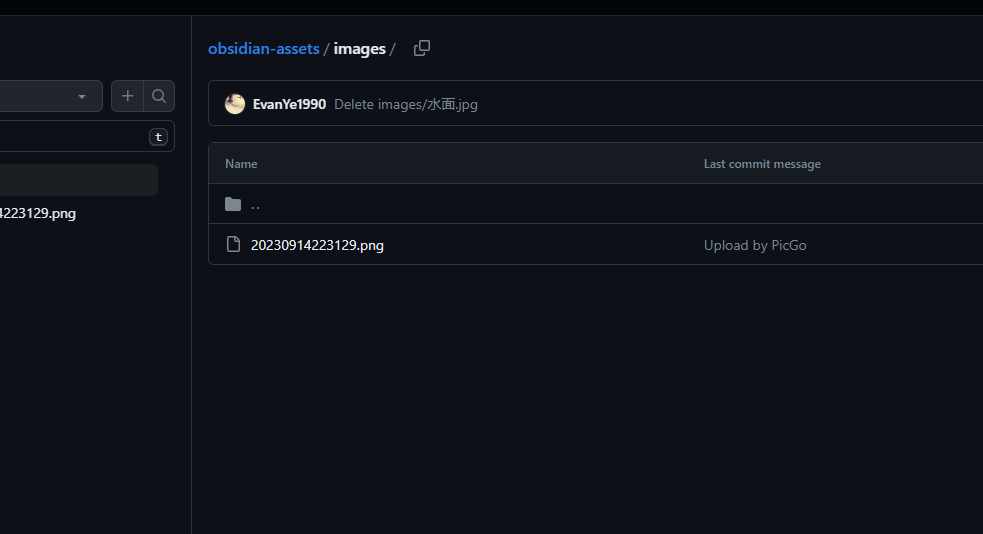 obsidian-assets / images /
EvanYe1990 Delete images/水面.jpg
t
4223129.png
Name Last commit message
..
20230914223129.png Upload by PicGo